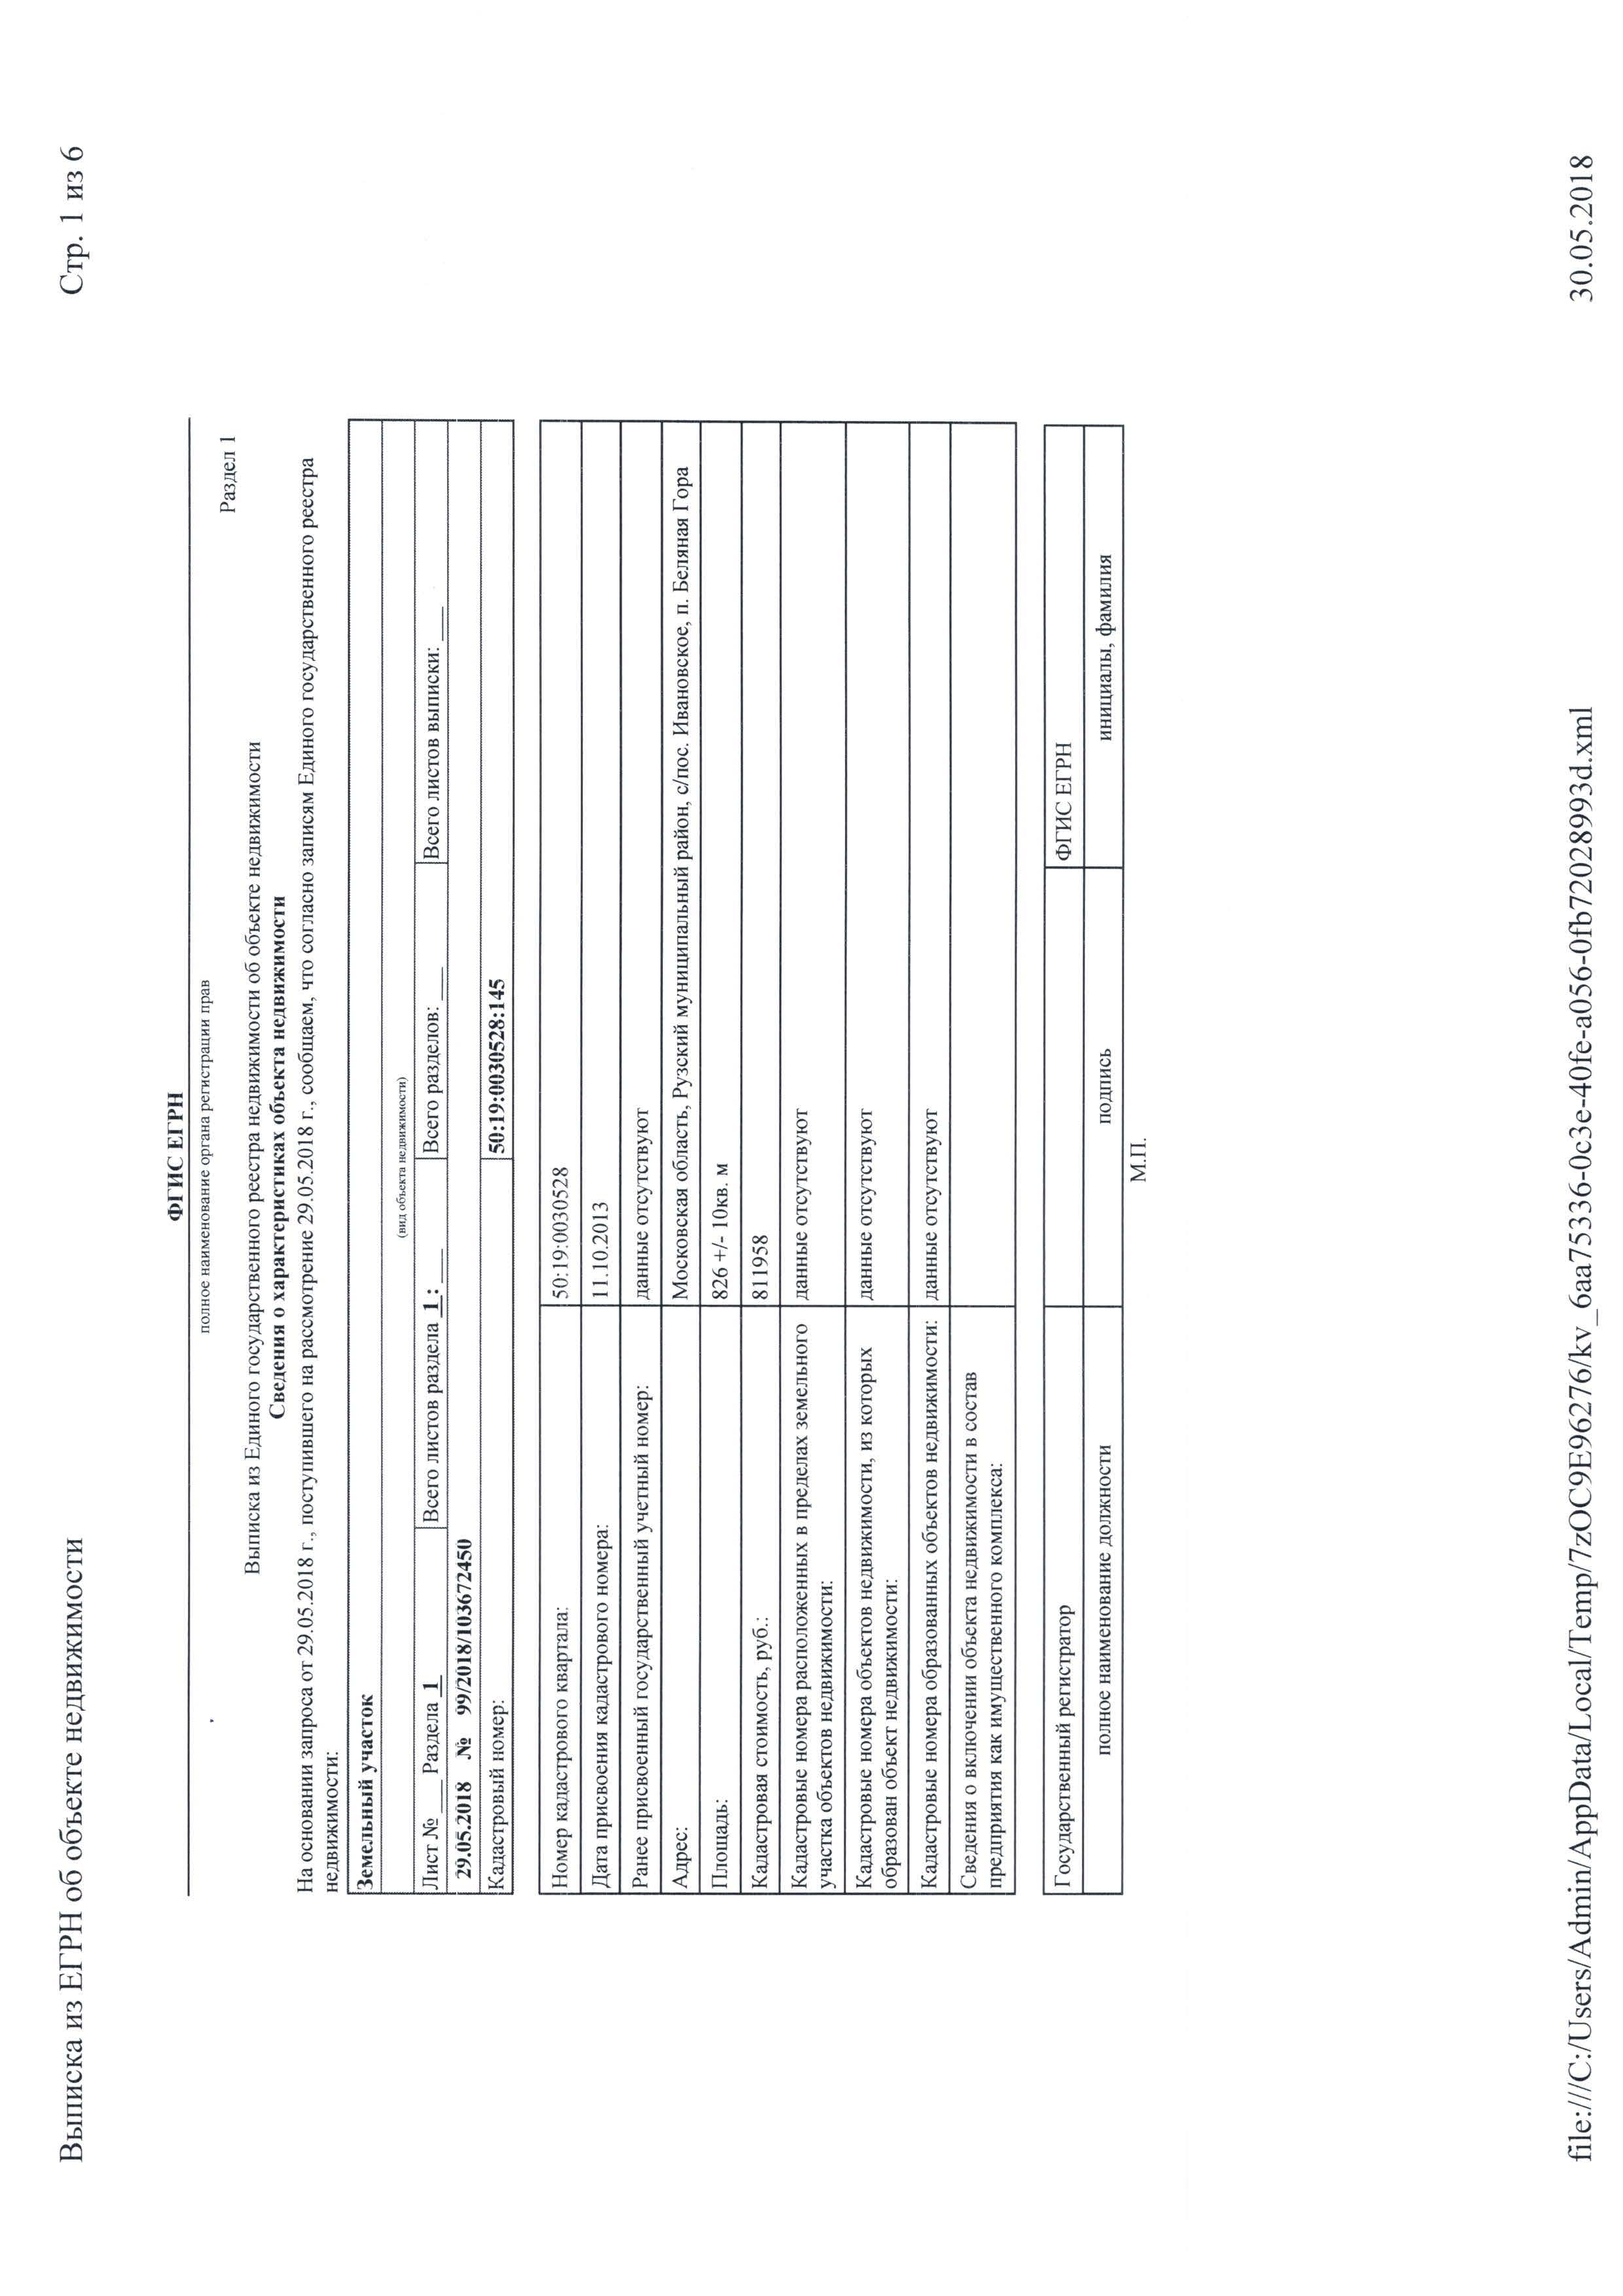 Выписка из ЕГРН об объекте недвижимости
Стр. 1 из 6
ФГИС ЕГРН
полное наименование органа регистрации прав
Раздел 1
Выписка из Единого государственного реестра недвижимости об объекте недвижимости
Сведения о характеристиках объекта недвижимости
На основании запроса от 29.05.2018 г., поступившего на рассмотрение 29.05.2018 г., сообщаем, что согласно записям Единого государственного реестра
недвижимости:
Земельный участок
(вид объекта недвижимости)
Лист № ___ Раздела 1 Всего листов раздела 1 : ___ Всего разделов: ___ Всего листов выписки: ___
29.05.2018 № 99/2018/103672450
Кадастровый номер: 50:19:0030528:145
Номер кадастрового квартала: 50:19:0030528
Дата присвоения кадастрового номера: 11.10.2013
Ранее присвоенный государственный учетный номер: данные отсутствуют
Адрес: Московская область, Рузский муниципальный район, с/пос. Ивановское, п. Беляная Гора
Площадь: 826 +/- 10кв. м
Кадастровая стоимость, руб.: 811958
Кадастровые номера расположенных в пределах земельного
участка объектов недвижимости: данные отсутствуют
Кадастровые номера объектов недвижимости, из которых
образован объект недвижимости: данные отсутствуют
Кадастровые номера образованных объектов недвижимости: данные отсутствуют
Сведения о включении объекта недвижимости в состав
предприятия как имущественного комплекса:
Государственный регистратор ФГИС ЕГРН
полное наименование должности подпись инициалы, фамилия
М.П.
file:///C:/Users/Admin/AppData/Local/Temp/7zOC9E96276/kv_6aa75336-0c3e-40fe-a056-0fb72028993d.xml
30.05.2018